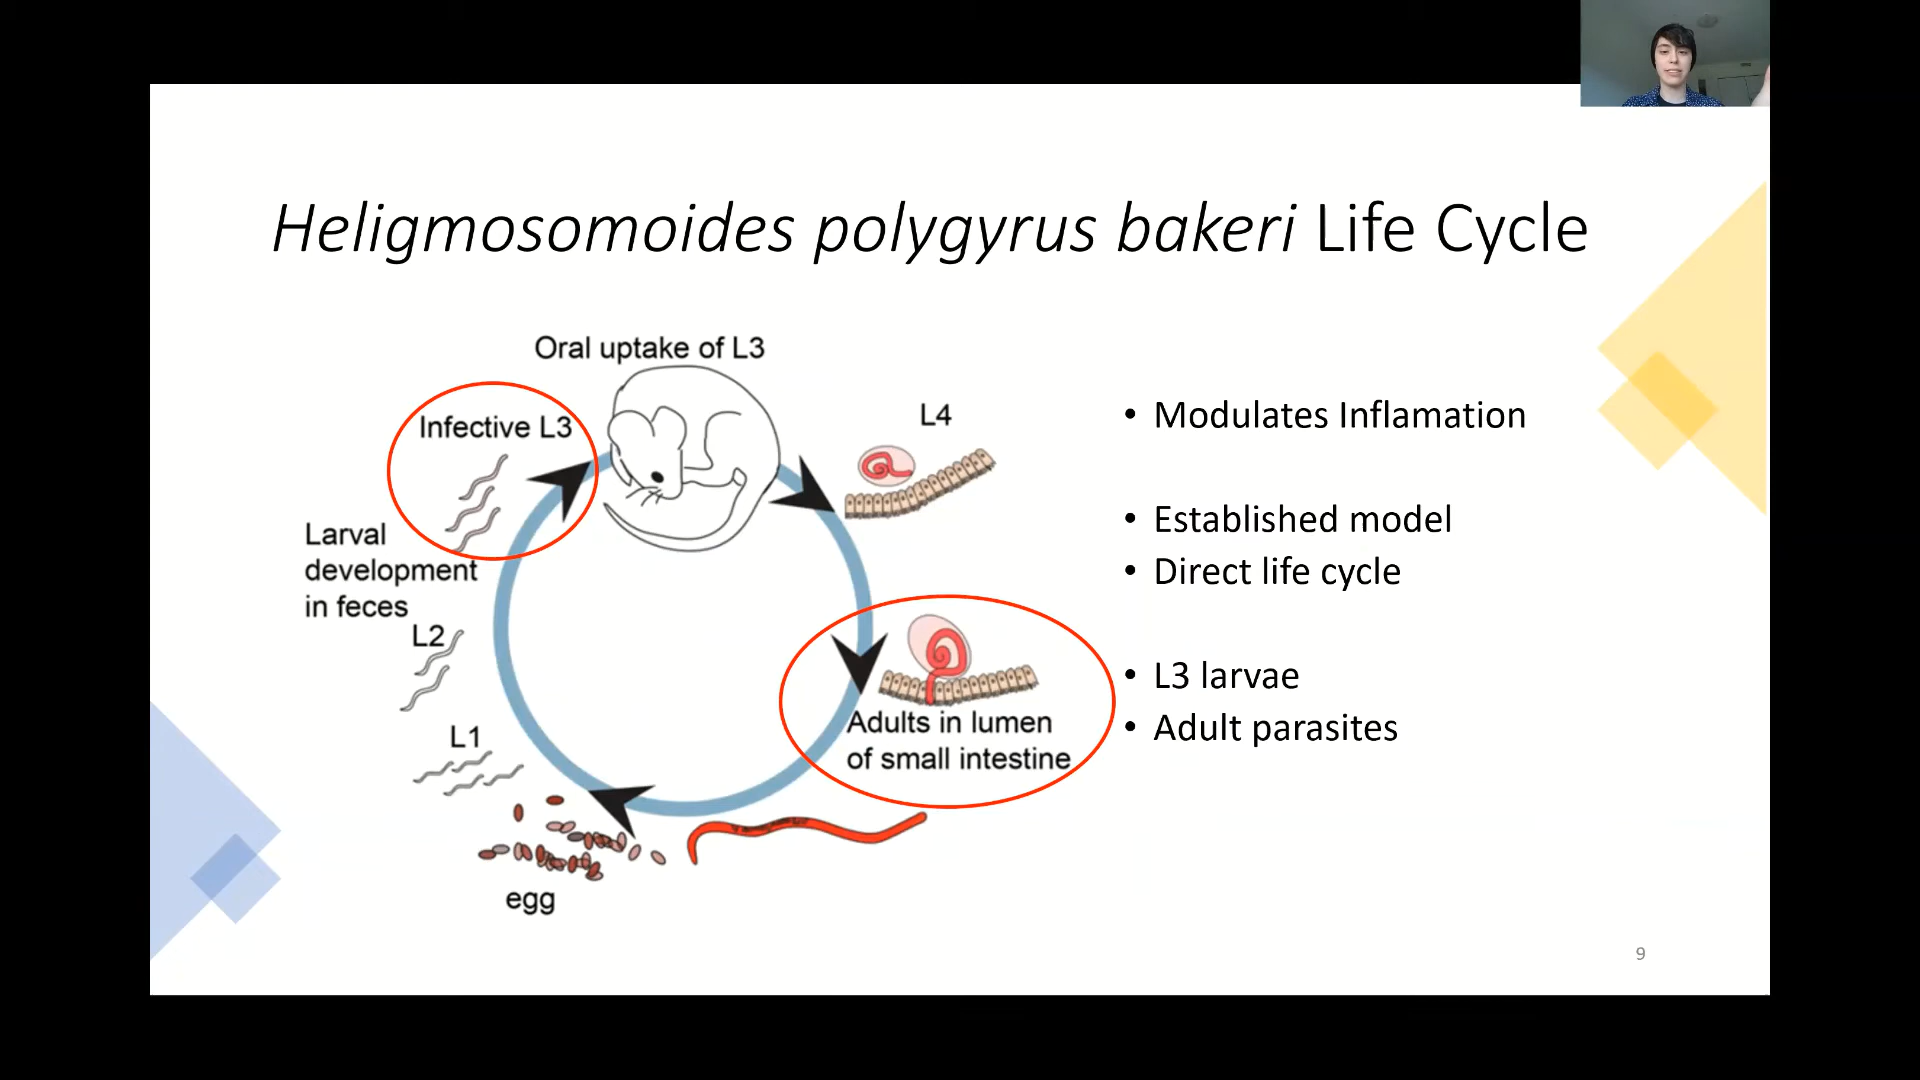 Heligmosomoides polygyrus bakeri Life Cycle
Oral uptake of L3
Infective L3
L4
Larval
development
in feces
L2
L1
egg
Adults in lumen
of small intestine
• Modulates Inflamation
• Established model
• Direct life cycle
• L3 larvae
• Adult parasites
9